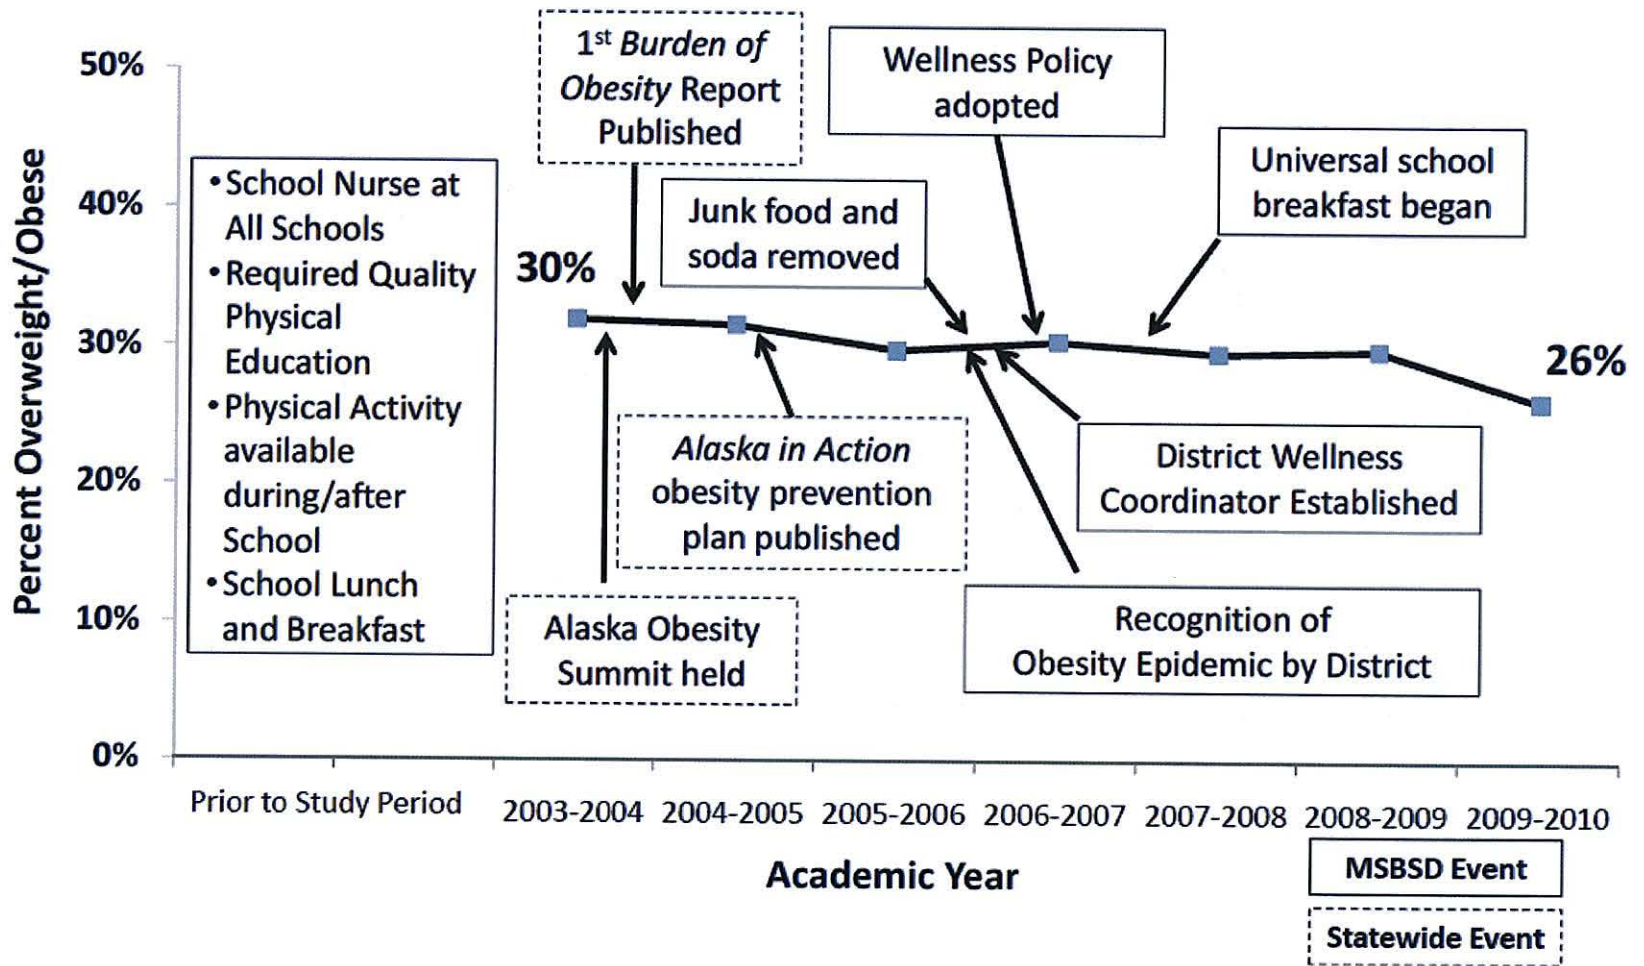 Percent Overweight/Obese
50%
40%
30%
20%
10%
0%
•School Nurse at
All Schools
•Required Quality
Physical
Education
•Physical Activity
available
during/after
School
•School Lunch
and Breakfast
1st Burden of
Obesity Report
Published
Wellness Policy
adopted
Universal school
breakfast began
Junk food and
soda removed
30%
26%
Alaska in Action
obesity prevention
plan published
District Wellness
Coordinator Established
Alaska Obesity
Summit held
Recognition of
Obesity Epidemic by District
Prior to Study Period
2003-2004
2004-2005
2005-2006
2006-2007
2007-2008
2008-2009
2009-2010
Academic Year
MSBSD Event
Statewide Event